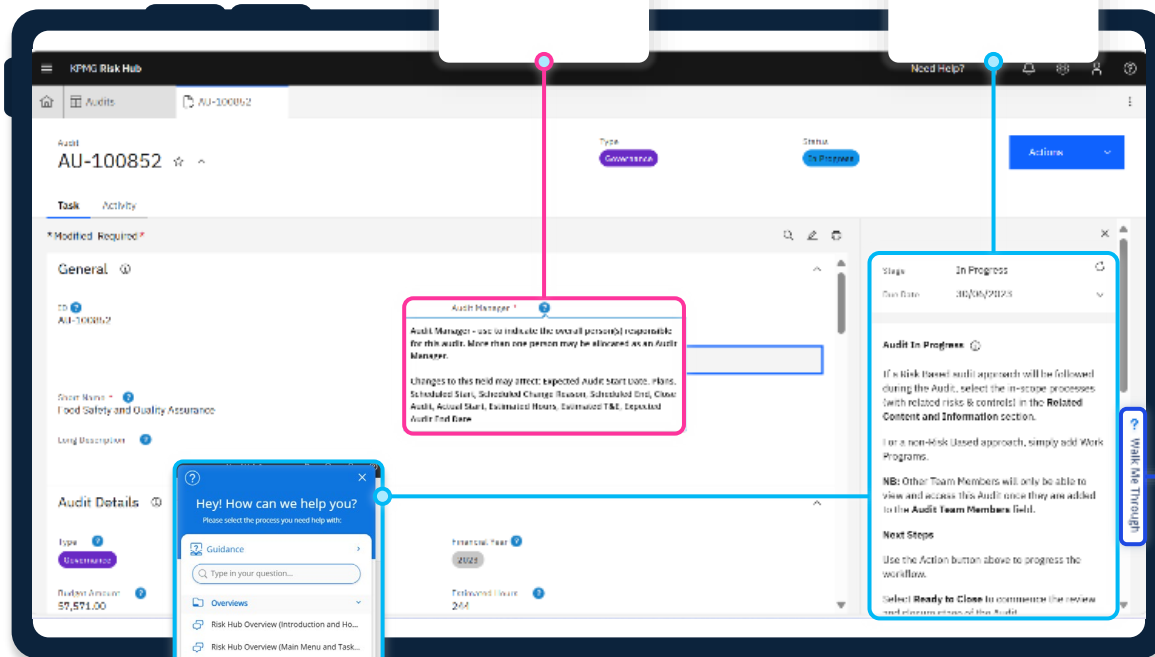 KPMG Risk Hub
Need Help?
Audits
AU-100852
Audit
AU-100852
Type
Governance
Status
In Progress
Actions
Task
Activity
*Modified Required*
General
ID
AU-100852
Audit Manager *
Audit Manager - use to indicate the overall person(s) responsible
for this audit. More than one person may be allocated as an Audit
Manager.
Changes to this field may affect: Expected Audit Start Date, Plans,
Scheduled Start, Scheduled Change Reason, Scheduled End, Close
Audit, Actual Start, Estimated Hours, Estimated T&E, Expected
Audit End Date
Short Name *
Food Safety and Quality Assurance
Long Description
Audit Details
Type
Governance
Financial Year
2023
Budget Amount
57,571.00
Estimated Hours
244
Hey! How can we help you?
Please select the process you need help with:
Guidance
Type in your question...
Overviews
Risk Hub Overview (Introduction and Ho...
Risk Hub Overview (Main Menu and Task...
Stage
In Progress
Due Date
30/06/2023
Audit In Progress
If a Risk Based audit approach will be followed
during the Audit, select the in-scope processes
(with related risks & controls) in the Related
Content and Information section.
For a non-Risk Based approach, simply add Work
Programs.
NB: Other Team Members will only be able to
view and access this Audit once they are added
to the Audit Team Members field.
Next Steps
Use the Action button above to progress the
workflow.
Select Ready to Close to commence the review
and closure stage of the Audit
? Walk Me Through